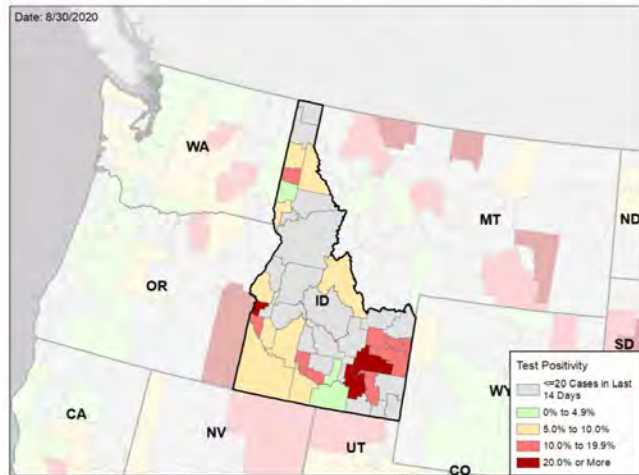 Date: 8/30/2020
WA
MT
ND
OR
ID
SD
WY
CA
NV
UT
CO
Test Positivity
<=20 Cases in Last
14 Days
0% to 4.9%
5.0% to 10.0%
10.0% to 19.9%
20.0% or More